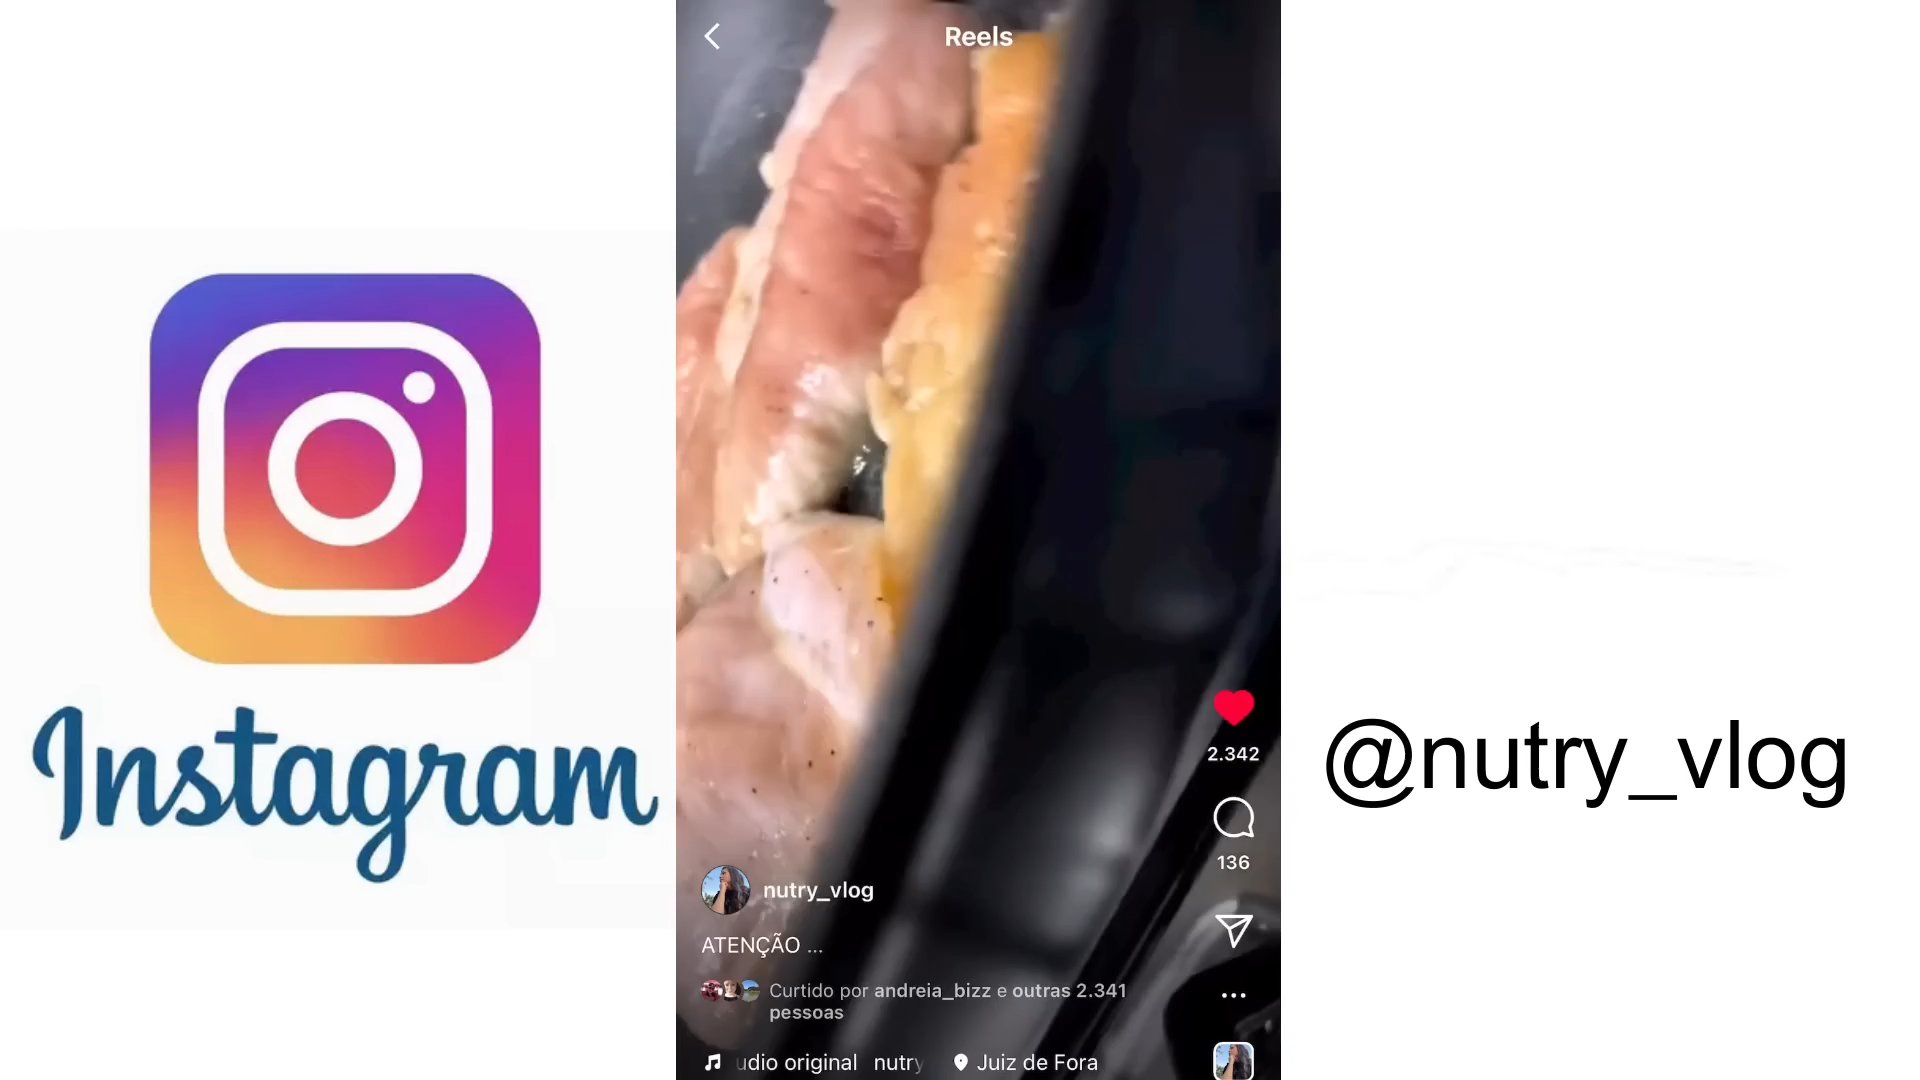 Instagram
Reels
2.342
136
nutry_vlog
ATENÇÃO ...
Curtido por andreia_bizz e outras 2.341
pessoas
udio original nutry
Juiz de Fora
@nutry_vlog